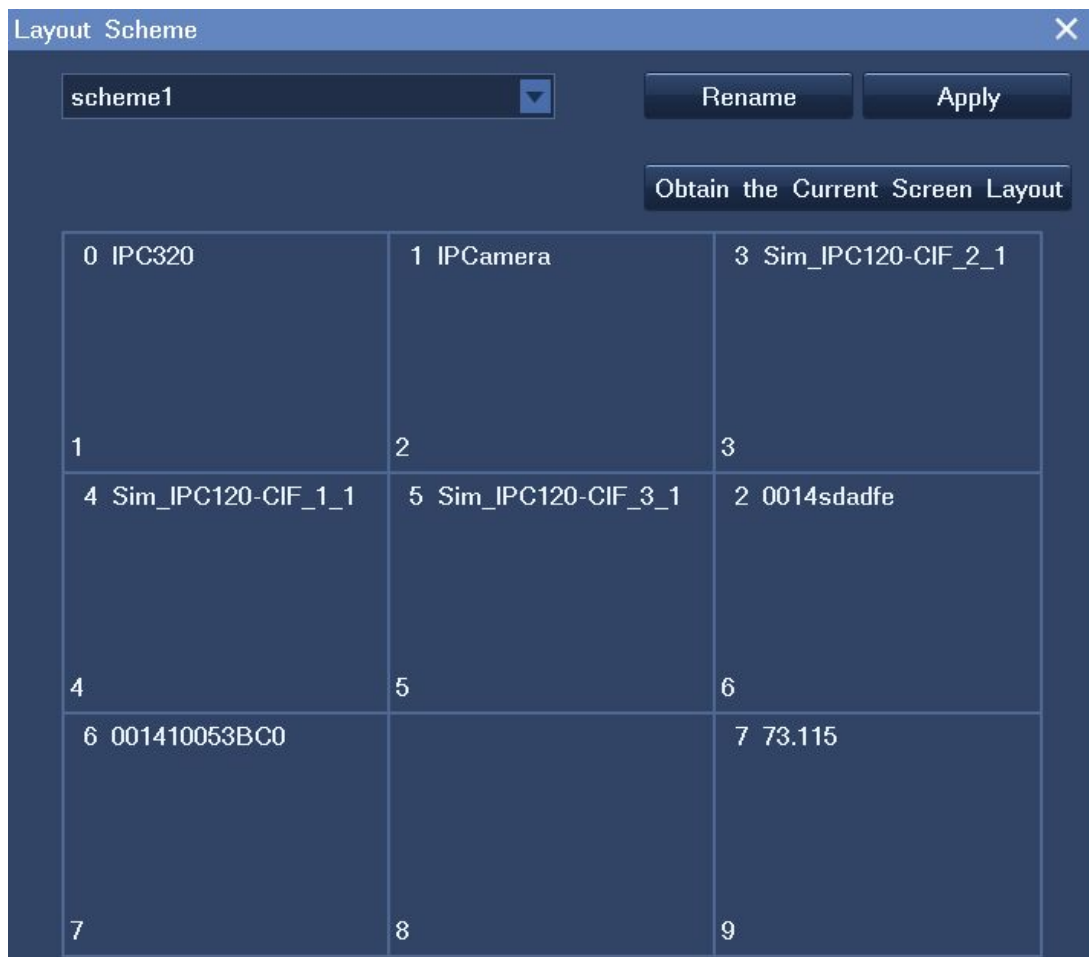 Layout Scheme
scheme1
Rename
Apply
Obtain the Current Screen Layout
0 IPC320
1 IPCamera
3 Sim_IPC120-CIF_2_1
1
2
3
4 Sim_IPC120-CIF_1_1
5 Sim_IPC120-CIF_3_1
2 0014sdadfe
4
5
6
6 001410053BC0
7 73.115
7
8
9